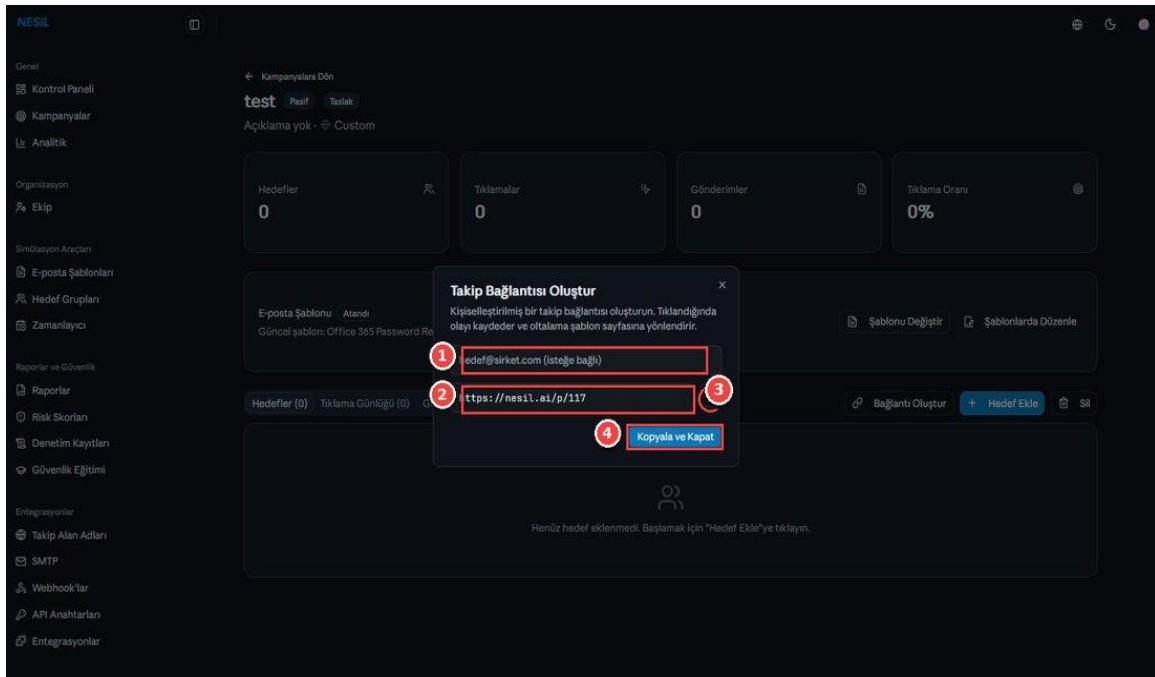 NESIL
Genel
Kontrol Paneli
Kampanyalar
Analitik
Organizasyon
Ekip
Simülasyon Araçları
E-posta Şablonları
Hedef Grupları
Zamanlayıcı
Raporlar ve Güvenlik
Raporlar
Risk Skorları
Denetim Kayıtları
Güvenlik Eğitimi
Entegrasyonlar
Takip Alan Adları
SMTP
Webhook'lar
API Anahtarları
Entegrasyonlar
← Kampanyalara Dön
test Pasif Taslak
Açıklama yok · Custom
Hedefler
0
Tıklamalar
0
Gönderimler
0
Tıklama Oranı
0%
E-posta Şablonu Atandı
Güncel şablon: Office 365 Password Re
Şablonu Değiştir Şablonlarda Düzenle
Takip Bağlantısı Oluştur
Kişiselleştirilmiş bir takip bağlantısı oluşturun. Tıklandığında
olayı kaydeder ve oltalama şablon sayfasına yönlendirir.
1 hedef@sirket.com (isteğe bağlı)
2 https://nesil.ai/p/117 3
4 Kopyala ve Kapat
Hedefler (0) Tıklama Günlüğü (0) G
Bağlantı Oluştur + Hedef Ekle Sil
Henüz hedef eklenmedi. Başlamak için "Hedef Ekle"ye tıklayın.